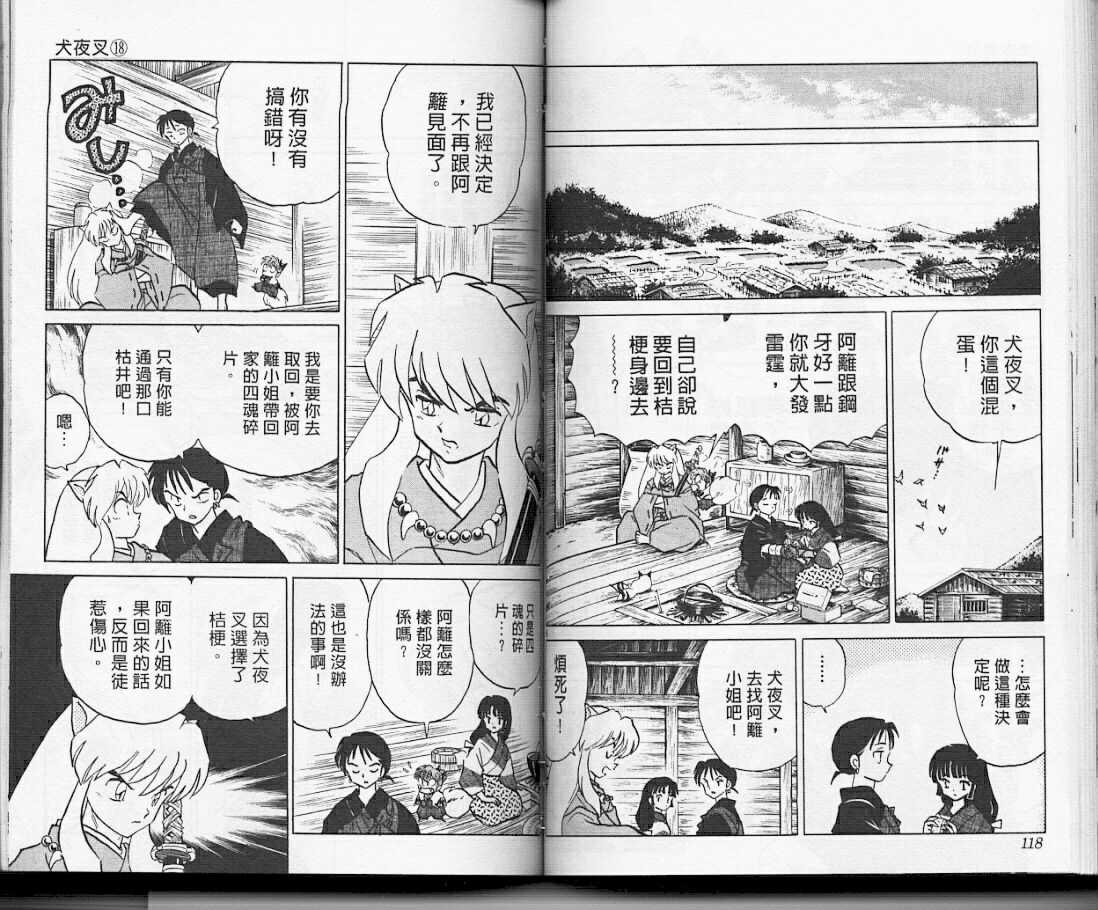 犬夜叉⑱
犬夜叉,
你這個混
蛋!
ザー
ア
ア
ィ
阿籬跟鋼
牙好一點
你就大發
雷霆,
自己卻說
要回到桔
梗身邊去
~~~~?
…怎麼會
做這種決
定呢?
……
犬夜叉,
去找阿籬
小姐吧!
煩死了!
118
我已經決定
,不再跟阿
籬見面了。
你有沒有
搞錯呀!
みし…
我是要你去
取回,被阿
籬小姐帶回
家的四魂碎
片。
只有你能
通過那口
枯井吧!
嗯…
只是四
魂的碎
片…?
阿籬怎麼
樣都沒關
係嗎?
這也是沒辦
法的事啊!
因為犬夜
叉選擇了
桔梗。
阿籬小姐如
果回來的話
,反而是徒
惹傷心。